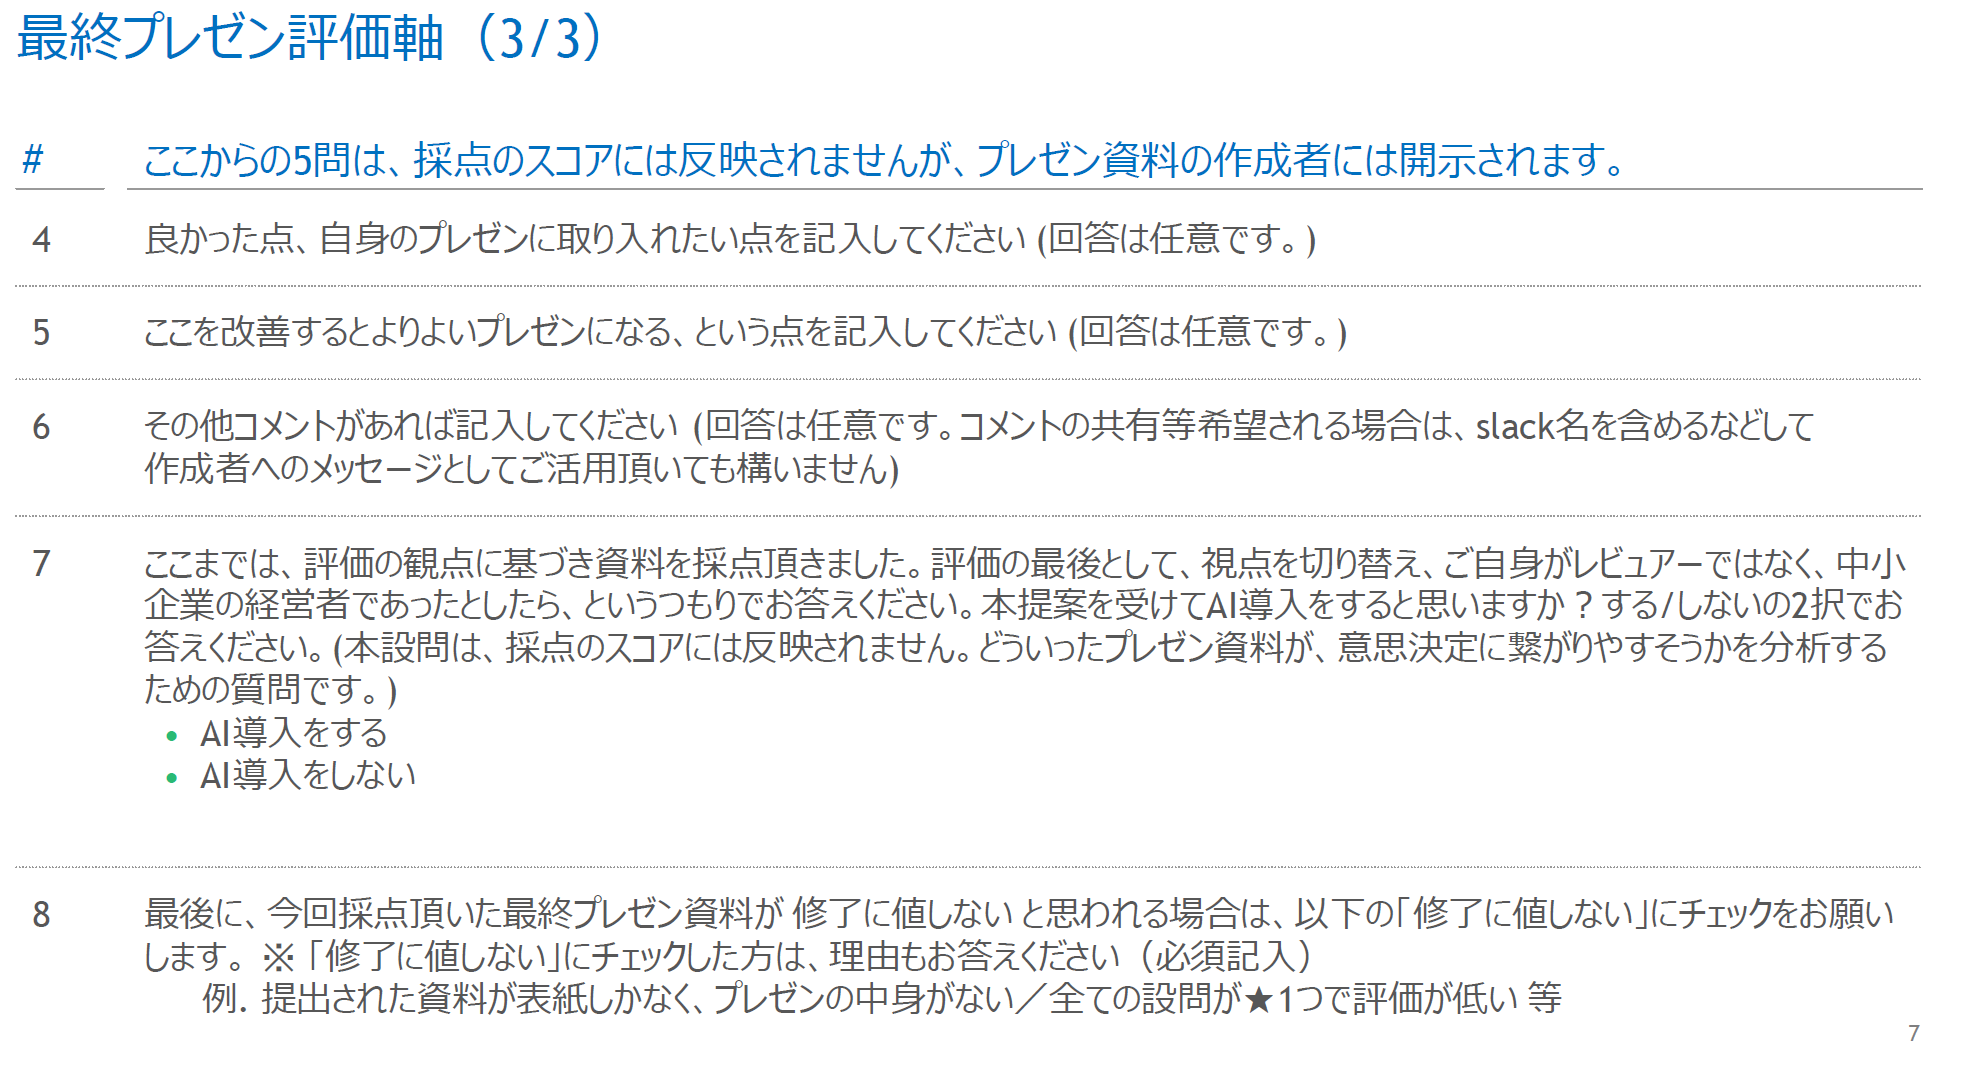 最終プレゼン評価軸（3/3）
# ここからの5問は、採点のスコアには反映されませんが、プレゼン資料の作成者には開示されます。
4 良かった点、自身のプレゼンに取り入れたい点を記入してください (回答は任意です。)
5 ここを改善するとよりよいプレゼンになる、という点を記入してください (回答は任意です。)
6 その他コメントがあれば記入してください (回答は任意です。コメントの共有等希望される場合は、slack名を含めるなどして
作成者へのメッセージとしてご活用頂いても構いません)
7 ここまでは、評価の観点に基づき資料を採点頂きました。評価の最後として、視点を切り替え、ご自身がレビュアーではなく、中小
企業の経営者であったとしたら、というつもりでお答えください。本提案を受けてAI導入をすると思いますか？する/しないの2択でお
答えください。(本設問は、採点のスコアには反映されません。どういったプレゼン資料が、意思決定に繋がりやすそうかを分析する
ための質問です。)
• AI導入をする
• AI導入をしない
8 最後に、今回採点頂いた最終プレゼン資料が 修了に値しない と思われる場合は、以下の「修了に値しない」にチェックをお願い
します。※「修了に値しない」にチェックした方は、理由もお答えください（必須記入）
例. 提出された資料が表紙しかなく、プレゼンの中身がない／全ての設問が★1つで評価が低い 等
7